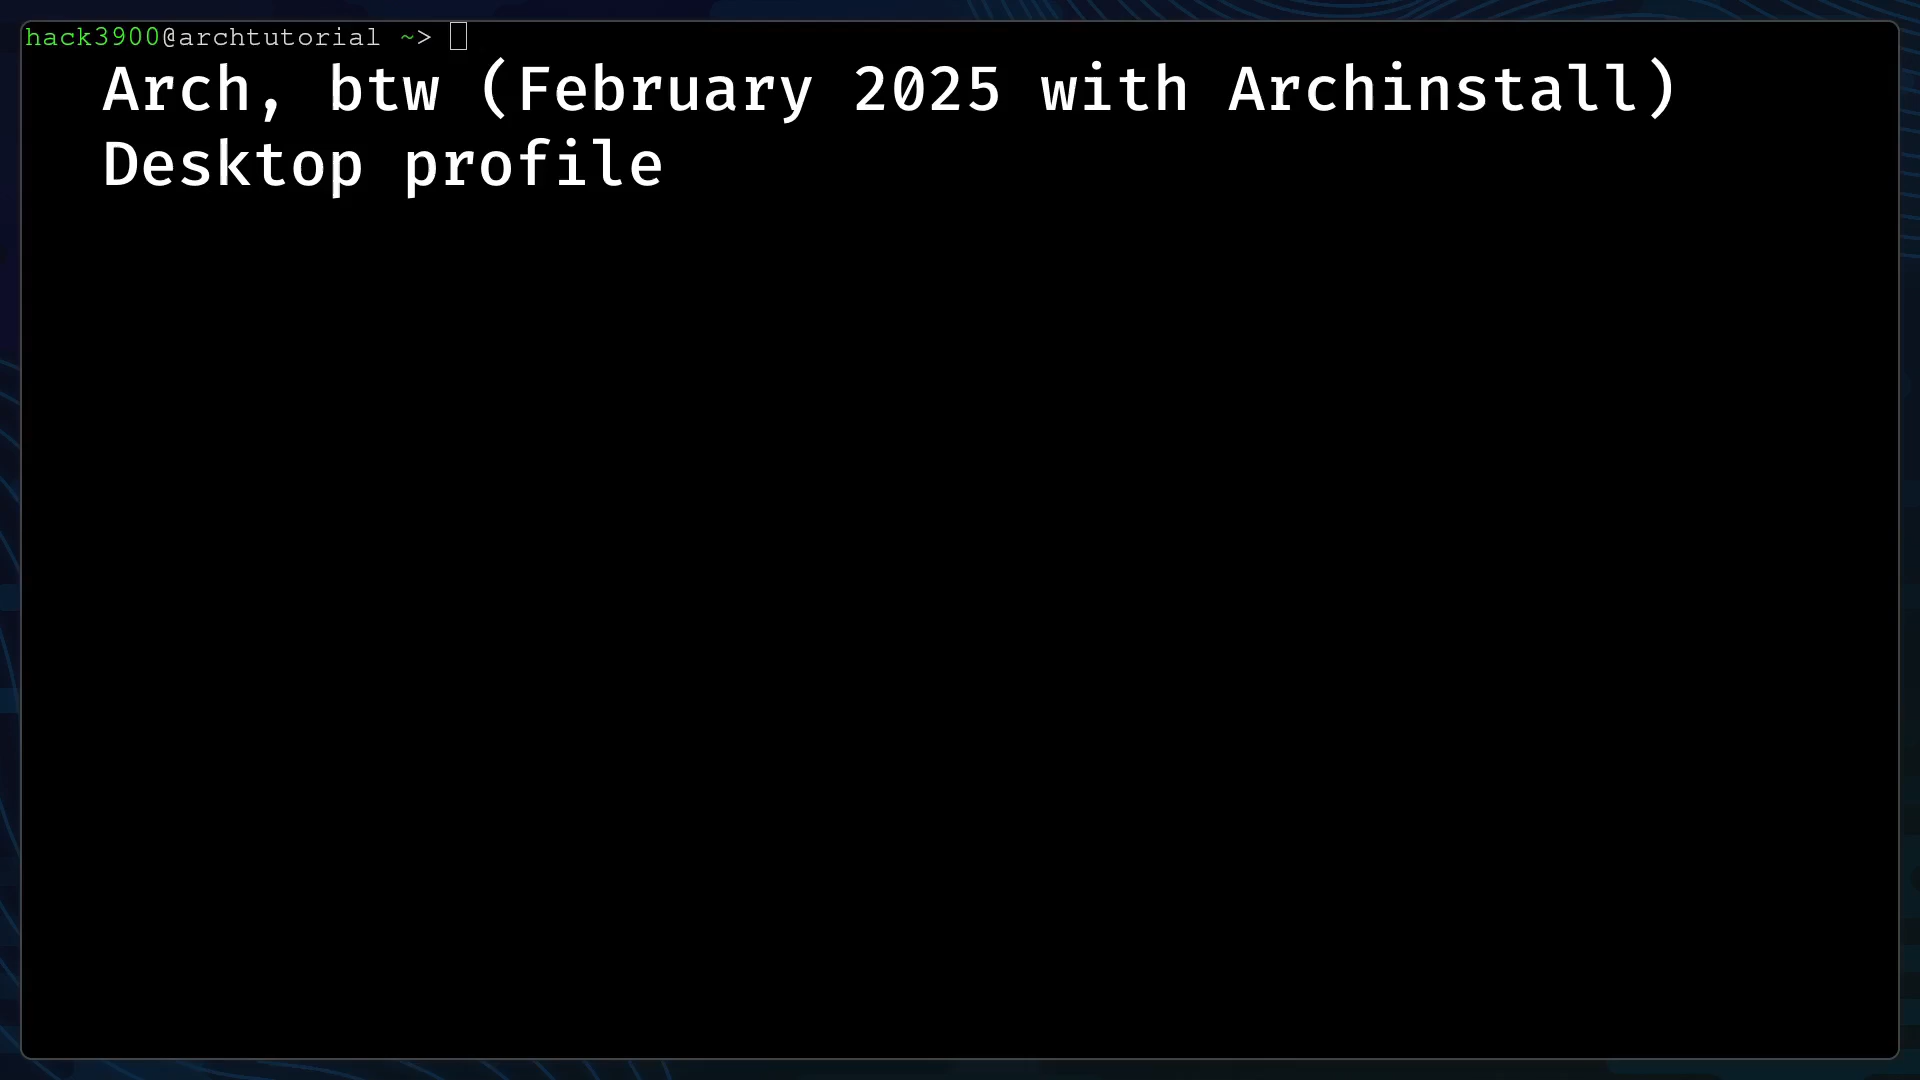 hack3900@archtutorial ~>
Arch, btw (February 2025 with Archinstall)
Desktop profile